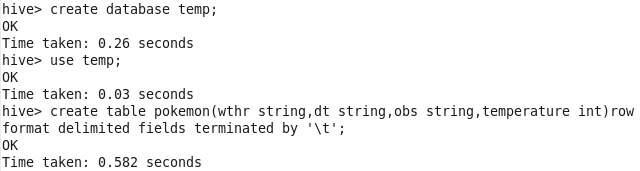 hive> create database temp;
OK
Time taken: 0.26 seconds
hive> use temp;
OK
Time taken: 0.03 seconds
hive> create table pokemon(wthr string,dt string,obs string,temperature int)row
format delimited fields terminated by '\t';
OK
Time taken: 0.582 seconds